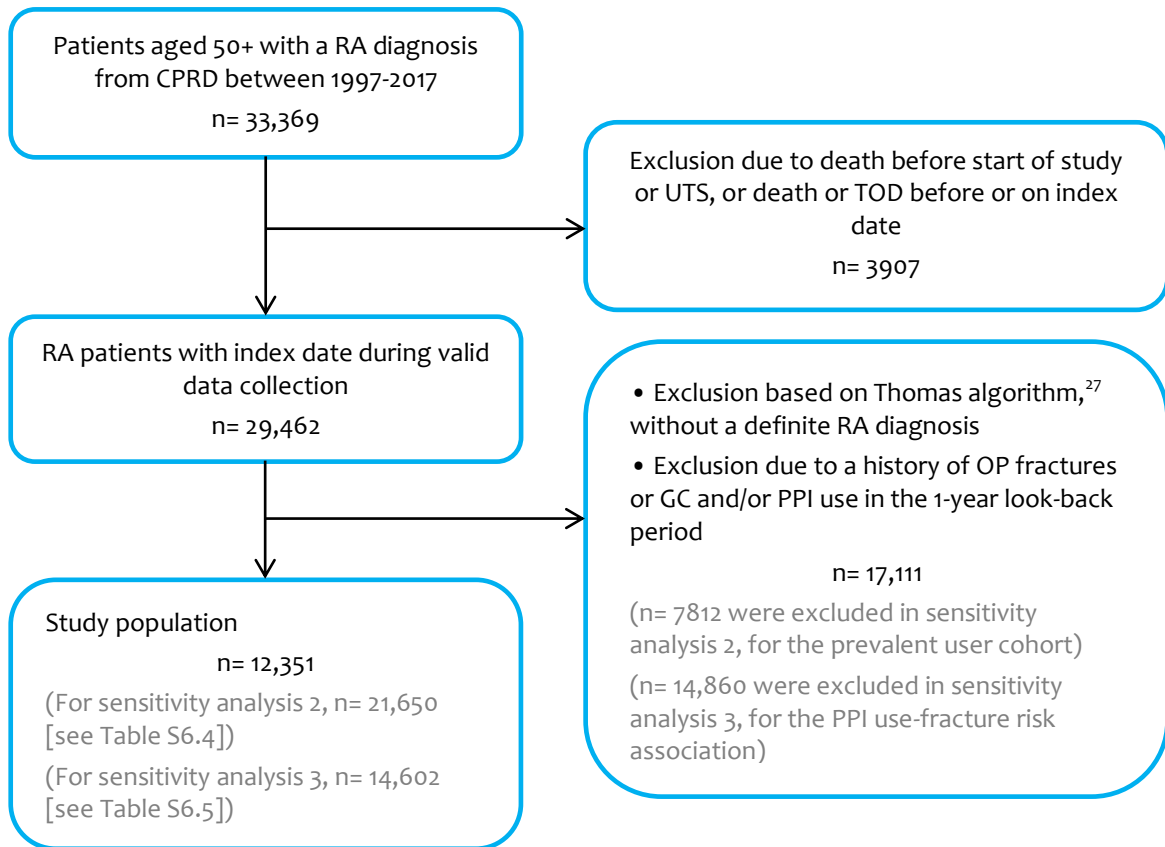 Patients aged 50+ with a RA diagnosis
from CPRD between 1997-2017
n= 33,369
Exclusion due to death before start of study
or UTS, or death or TOD before or on index
date
n= 3907
RA patients with index date during valid
data collection
n= 29,462
• Exclusion based on Thomas algorithm,²⁷
without a definite RA diagnosis
• Exclusion due to a history of OP fractures
or GC and/or PPI use in the 1-year look-back
period
n= 17,111
(n= 7812 were excluded in sensitivity
analysis 2, for the prevalent user cohort)
(n= 14,860 were excluded in sensitivity
analysis 3, for the PPI use-fracture risk
association)
Study population
n= 12,351
(For sensitivity analysis 2, n= 21,650
[see Table S6.4])
(For sensitivity analysis 3, n= 14,602
[see Table S6.5])